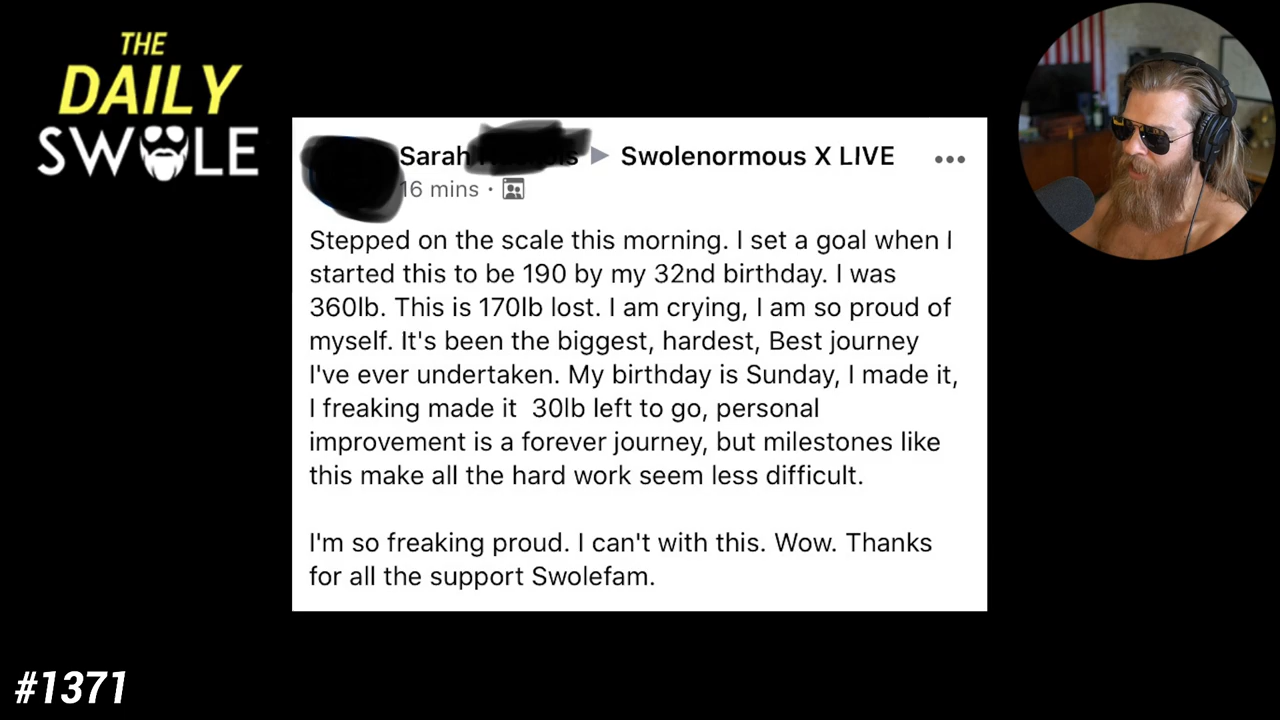 THE
DAILY
SWOLE
Sarah Swolenormous X LIVE
16 mins ·
Stepped on the scale this morning. I set a goal when I
started this to be 190 by my 32nd birthday. I was
360lb. This is 170lb lost. I am crying, I am so proud of
myself. It's been the biggest, hardest, Best journey
I've ever undertaken. My birthday is Sunday, I made it,
I freaking made it 30lb left to go, personal
improvement is a forever journey, but milestones like
this make all the hard work seem less difficult.
I'm so freaking proud. I can't with this. Wow. Thanks
for all the support Swolefam.
#1371